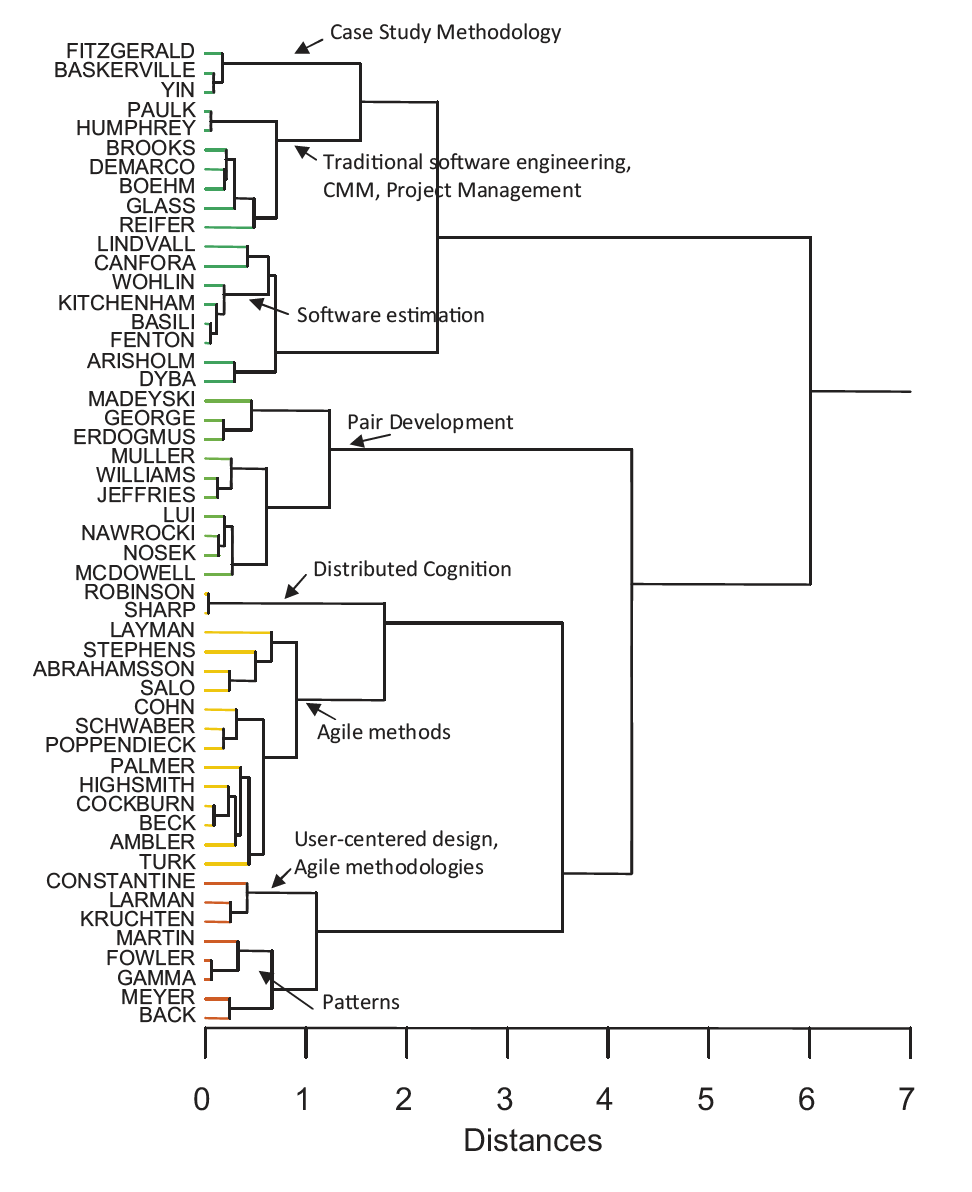 Case Study Methodology
FITZGERALD
BASKERVILLE
YIN
PAULK
HUMPHREY
BROOKS
Traditional software engineering,
DEMARCO
CMM, Project Management
BOEHM
GLASS
REIFER
LINDVALL
CANFORA
WOHLIN
KITCHENHAM
Software estimation
BASILI
FENTON
ARISHOLM
DYBA
MADEYSKI
GEORGE
Pair Development
ERDOGMUS
MULLER
WILLIAMS
JEFFRIES
LUI
NAWROCKI
NOSEK
Distributed Cognition
MCDOWELL
ROBINSON
SHARP
LAYMAN
STEPHENS
ABRAHAMSSON
SALO
COHN
SCHWABER
Agile methods
POPPENDIECK
PALMER
HIGHSMITH
COCKBURN
BECK
User-centered design,
AMBLER
Agile methodologies
TURK
CONSTANTINE
LARMAN
KRUCHTEN
MARTIN
FOWLER
GAMMA
MEYER
Patterns
BACK
0 1 2 3 4 5 6 7
Distances